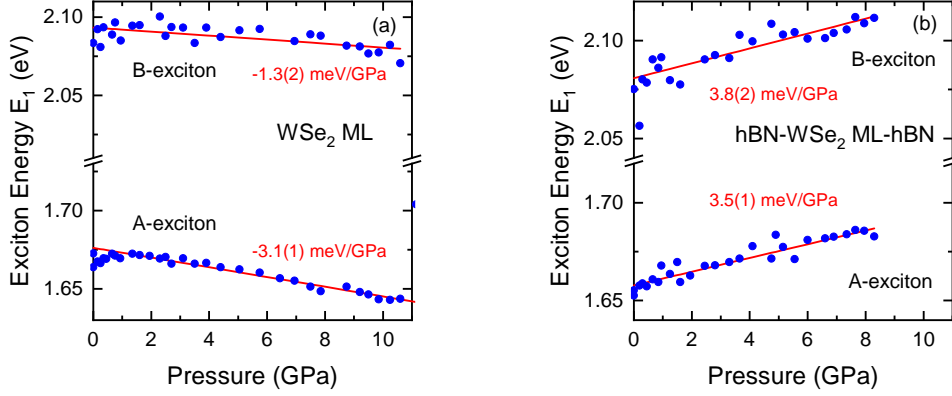 (a)
2.10
B-exciton
-1.3(2) meV/GPa
2.05
WSe2 ML
1.70
A-exciton
-3.1(1) meV/GPa
1.65
0 2 4 6 8 10
Pressure (GPa)
Exciton Energy E1 (eV)
(b)
2.10
B-exciton
3.8(2) meV/GPa
2.05
hBN-WSe2 ML-hBN
1.70
3.5(1) meV/GPa
A-exciton
1.65
0 2 4 6 8 10
Pressure (GPa)
Exciton Energy E1 (eV)